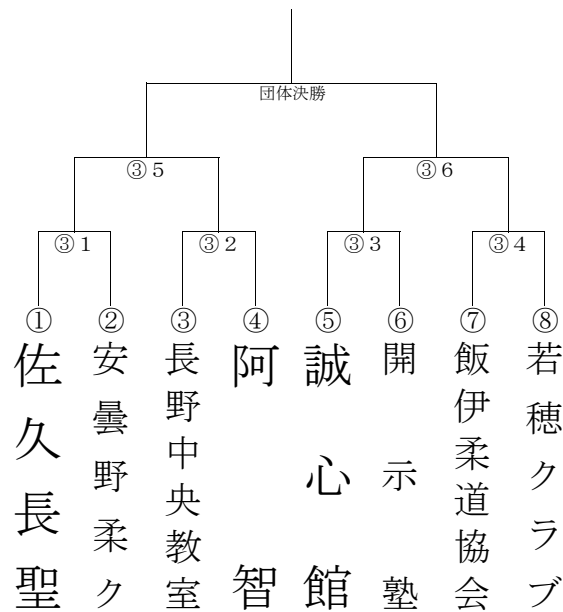 団体決勝
③5
③6
③1
③2
③3
③4
①
②
③
④
⑤
⑥
⑦
⑧
佐久長聖
安曇野柔ク
長野中央教室
阿智
誠心館
開示塾
飯伊柔道協会
若穂クラブ